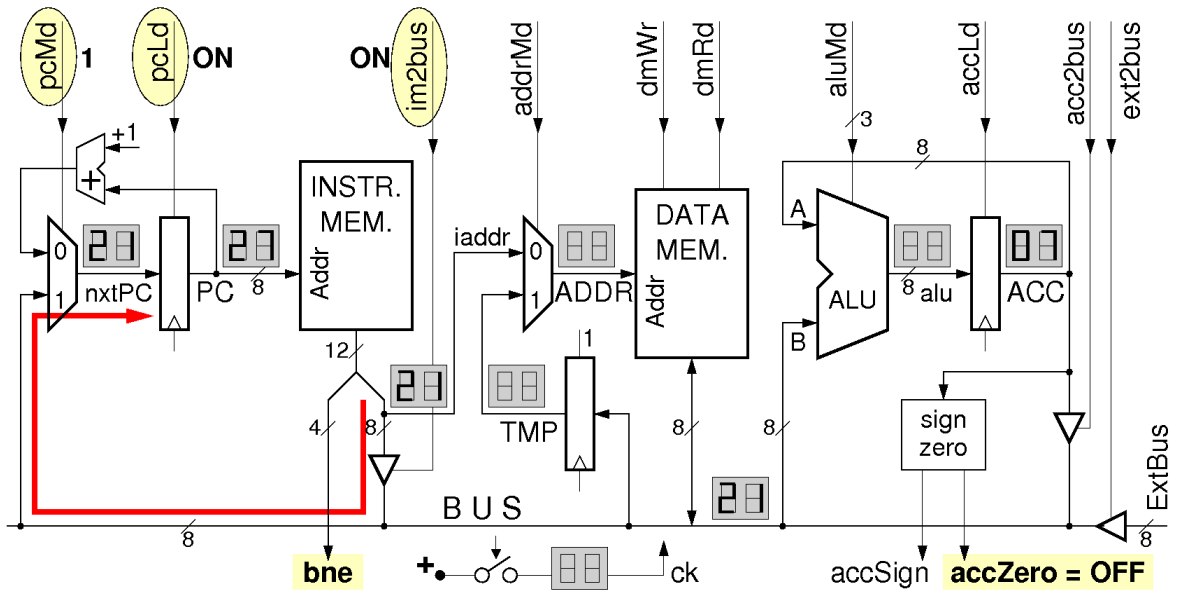 pcMd
1
pcLd
ON
ON
im2bus
addrMd
dmWr
dmRd
aluMd
accLd
acc2bus
ext2bus
+1
+
3
8
INSTR.
MEM.
Addr
DATA
MEM.
Addr
A
B
ALU
0
1
21
nxtPC
27
PC
8
iaddr
0
1
ADDR
8
alu
07
ACC
12
1
21
4
8
TMP
8
8
sign
zero
21
ExtBus
BUS
8
8
bne
+
ck
accSign
accZero = OFF